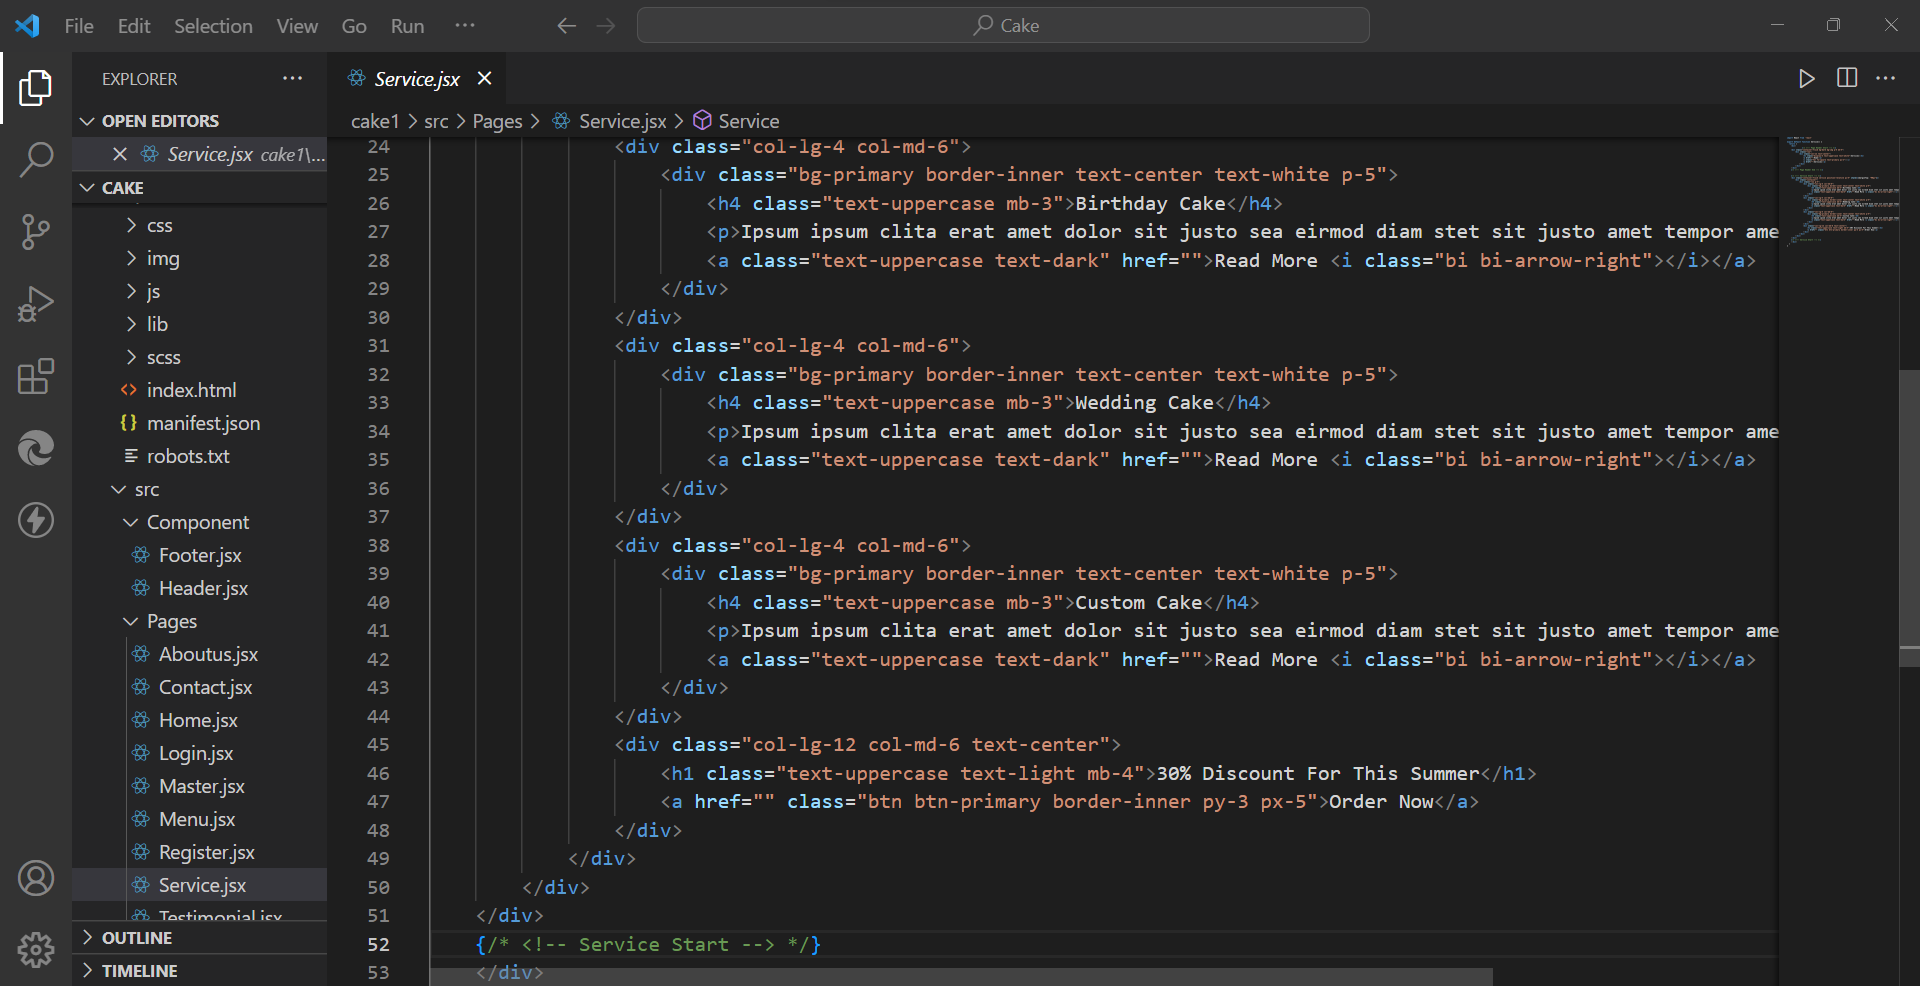 File Edit Selection View Go Run ··· Cake
EXPLORER ···
OPEN EDITORS
Service.jsx cake1\...
CAKE
css
img
js
lib
scss
index.html
manifest.json
robots.txt
src
Component
Footer.jsx
Header.jsx
Pages
Aboutus.jsx
Contact.jsx
Home.jsx
Login.jsx
Master.jsx
Menu.jsx
Register.jsx
Service.jsx
Testimonial.jsx
OUTLINE
TIMELINE
Service.jsx
cake1 > src > Pages > Service.jsx > Service
24 <div class="col-lg-4 col-md-6">
25 <div class="bg-primary border-inner text-center text-white p-5">
26 <h4 class="text-uppercase mb-3">Birthday Cake</h4>
27 <p>Ipsum ipsum clita erat amet dolor sit justo sea eirmod diam stet sit justo amet tempor ame
28 <a class="text-uppercase text-dark" href="">Read More <i class="bi bi-arrow-right"></i></a>
29 </div>
30 </div>
31 <div class="col-lg-4 col-md-6">
32 <div class="bg-primary border-inner text-center text-white p-5">
33 <h4 class="text-uppercase mb-3">Wedding Cake</h4>
34 <p>Ipsum ipsum clita erat amet dolor sit justo sea eirmod diam stet sit justo amet tempor ame
35 <a class="text-uppercase text-dark" href="">Read More <i class="bi bi-arrow-right"></i></a>
36 </div>
37 </div>
38 <div class="col-lg-4 col-md-6">
39 <div class="bg-primary border-inner text-center text-white p-5">
40 <h4 class="text-uppercase mb-3">Custom Cake</h4>
41 <p>Ipsum ipsum clita erat amet dolor sit justo sea eirmod diam stet sit justo amet tempor ame
42 <a class="text-uppercase text-dark" href="">Read More <i class="bi bi-arrow-right"></i></a>
43 </div>
44 </div>
45 <div class="col-lg-12 col-md-6 text-center">
46 <h1 class="text-uppercase text-light mb-4">30% Discount For This Summer</h1>
47 <a href="" class="btn btn-primary border-inner py-3 px-5">Order Now</a>
48 </div>
49 </div>
50 </div>
51 </div>
52 {/* <!-- Service Start --> */}
53 </div>